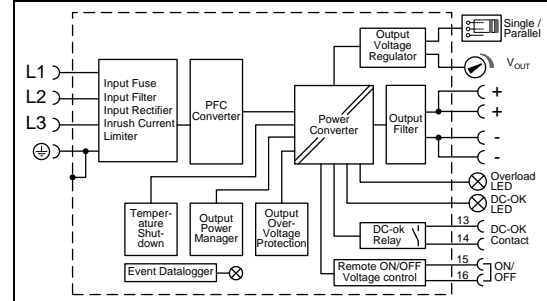 Output
Voltage
Regulator
Single /
Parallel
VOUT
L1
L2
L3
Input Fuse
Input Filter
Input Rectifier
Inrush Current
Limiter
PFC
Converter
Power
Converter
Output
Filter
+
+
-
-
Overload
LED
DC-OK
LED
Temper-
ature
Shut-
down
Output
Power
Manager
Output
Over-
Voltage
Protection
DC-ok
Relay
13
14
DC-OK
Contact
Event Datalogger
Remote ON/OFF
Voltage control
15
16
ON/
OFF